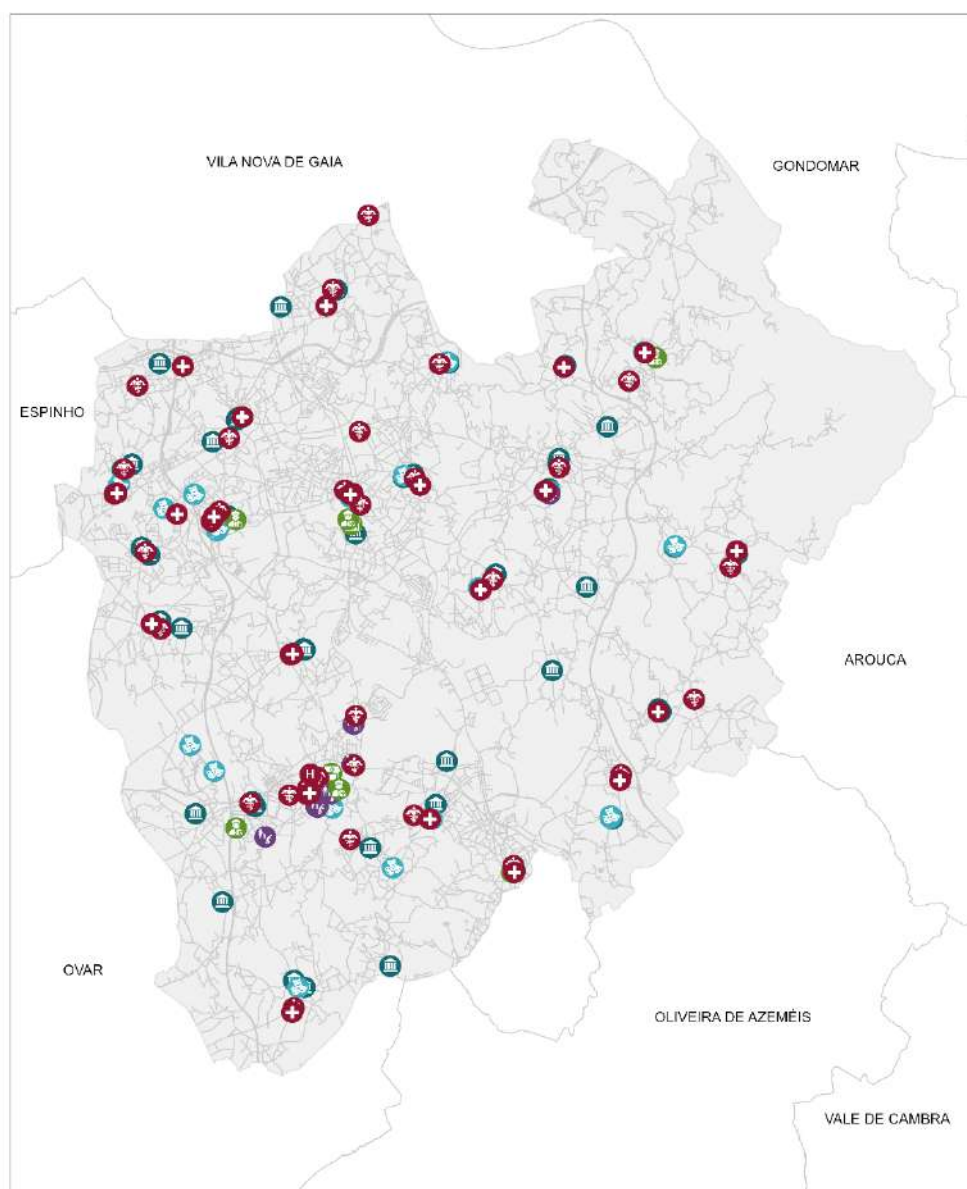 VILA NOVA DE GAIA
GONDOMAR
ESPINHO
AROUCA
H
OVAR
OLIVEIRA DE AZEMÉIS
VALE DE CAMBRA